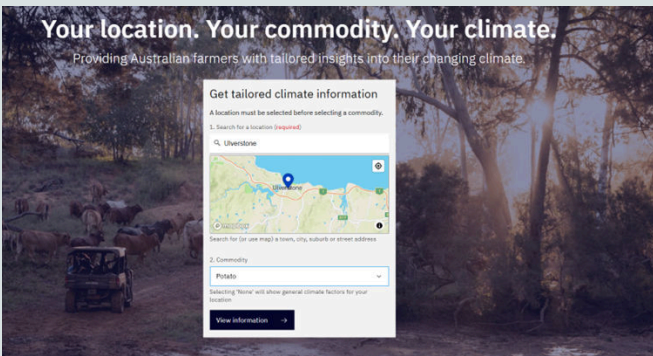 Your location. Your commodity. Your climate.
Providing Australian farmers with tailored insights into their changing climate.
Get tailored climate information
A location must be selected before selecting a commodity.
1. Search for a location (required)
Ulverstone
Ulverstone
Search for (or use map) a town, city, suburb or street address.
2. Commodity
Potato
Selecting 'None' will show general climate factors for your
location
View information →